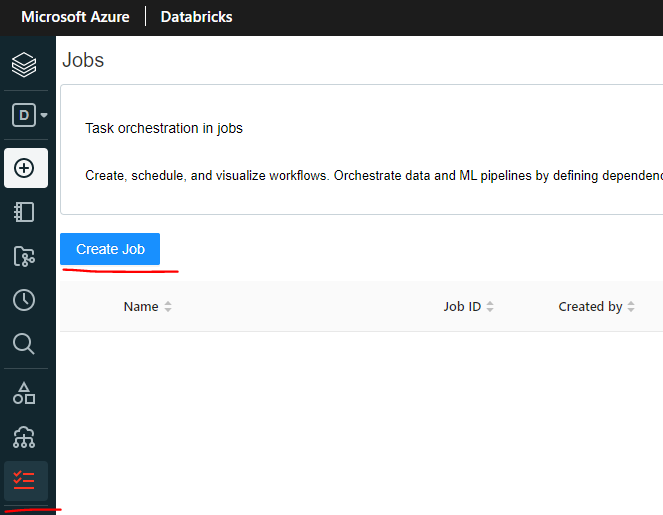 Microsoft Azure Databricks
Jobs
D
Task orchestration in jobs
Create, schedule, and visualize workflows. Orchestrate data and ML pipelines by defining dependenc
Create Job
Name Job ID Created by